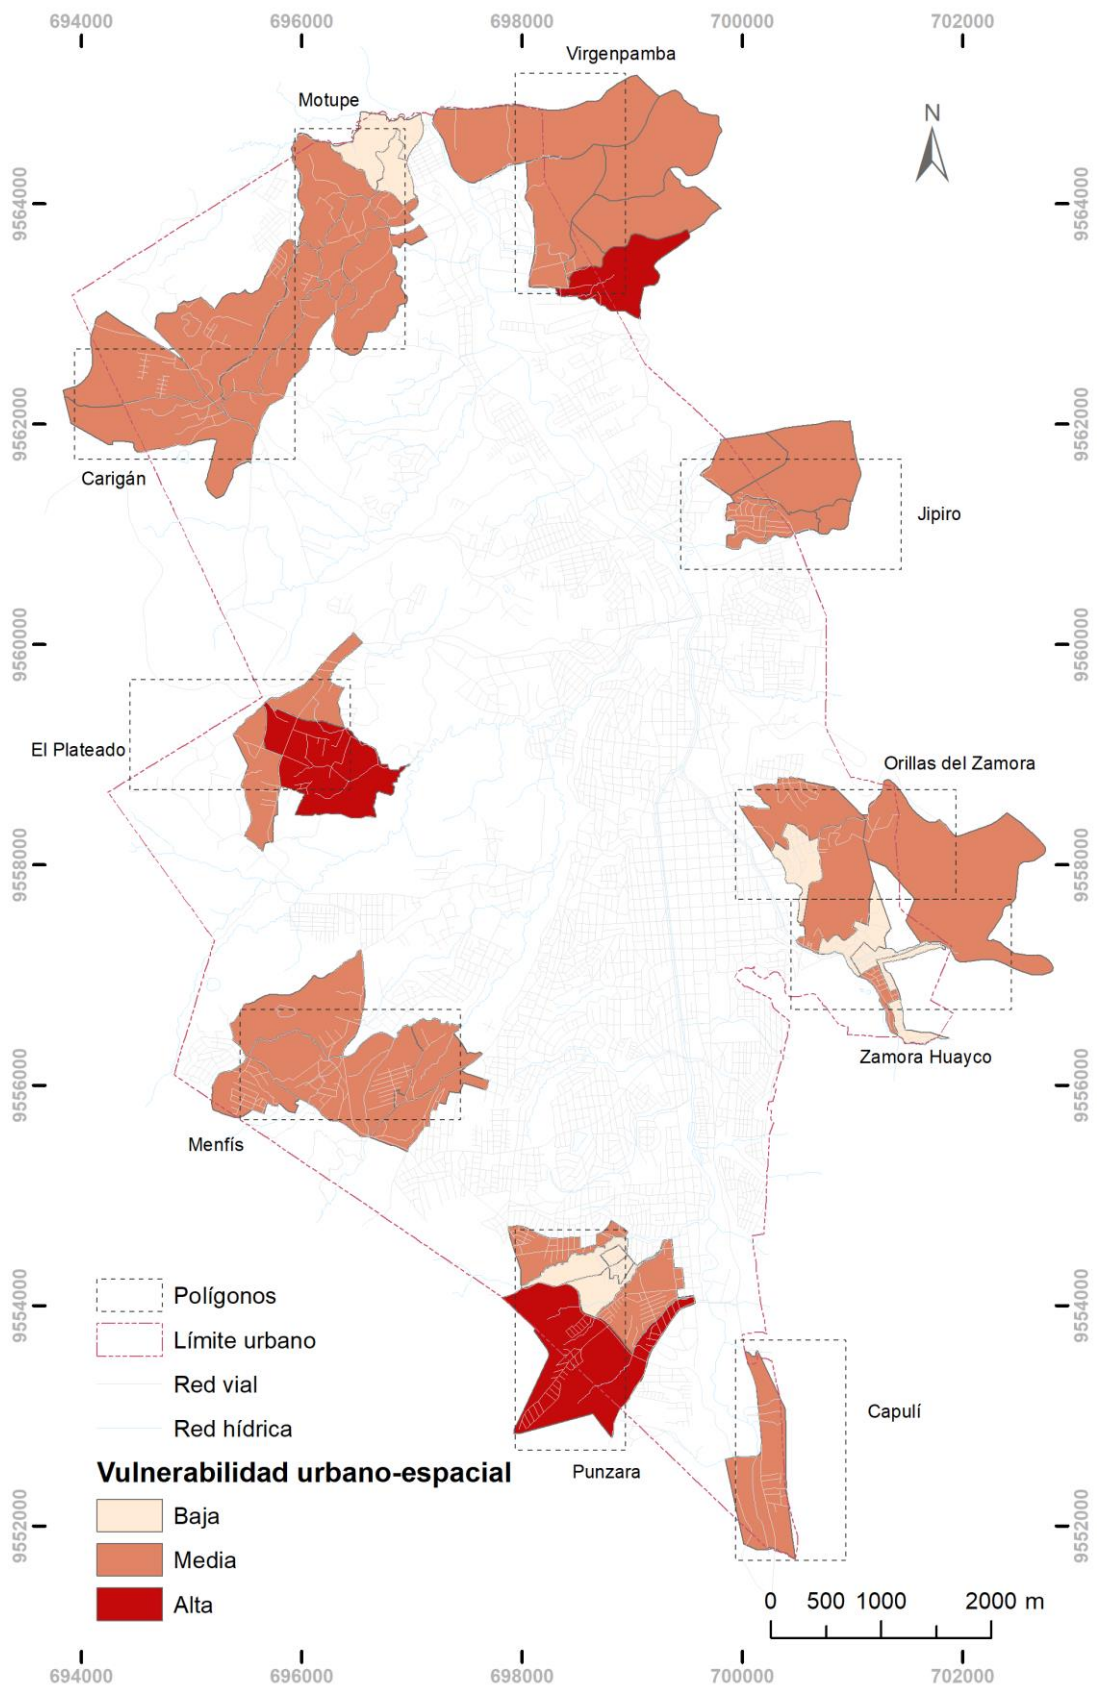 694000 696000 698000 700000 702000
Virgenpamba
Motupe
N
9564000 9564000
9562000 9562000
Carigán
Jipiro
9560000 9560000
El Plateado
Orillas del Zamora
9558000 9558000
Zamora Huayco
9556000 9556000
Menfís
9554000 9554000
Polígonos
Límite urbano
Red vial
Red hídrica
Capulí
Punzara
Vulnerabilidad urbano-espacial
Baja
9552000 9552000
Media
Alta
0 500 1000 2000 m
694000 696000 698000 700000 702000